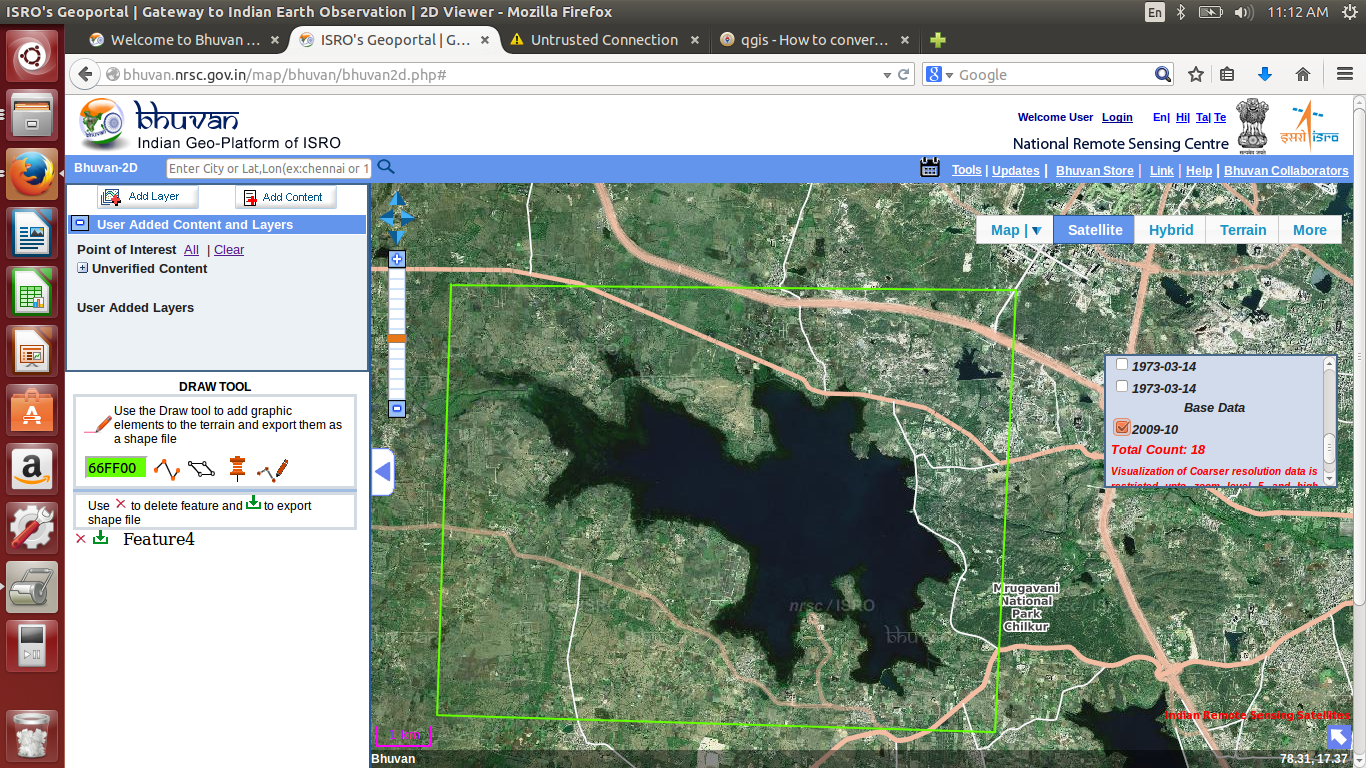 ISRO's Geoportal | Gateway to Indian Earth Observation | 2D Viewer - Mozilla Firefox
En
11:12 AM
Welcome to Bhuvan ...
ISRO's Geoportal | G...
Untrusted Connection
qgis - How to conver...
bhuvan.nrsc.gov.in/map/bhuvan/bhuvan2d.php#
Google
bhuvan
Indian Geo-Platform of ISRO
Welcome User Login En| Hi| Ta| Te
National Remote Sensing Centre
सत्यमेव जयते
इसरो isro
Bhuvan-2D
Enter City or Lat,Lon(ex:chennai or 1
Tools | Updates | Bhuvan Store | Link | Help | Bhuvan Collaborators
Add Layer
Add Content
User Added Content and Layers
Point of Interest All | Clear
Unverified Content
User Added Layers
DRAW TOOL
Use the Draw tool to add graphic
elements to the terrain and export them as
a shape file
66FF00
Use × to delete feature and to export
shape file
Feature4
Map |
Satellite
Hybrid
Terrain
More
1973-03-14
1973-03-14
Base Data
2009-10
Total Count: 18
Visualization of Coarser resolution data is
restricted upto zoom level 5 and high
Mrugavani
National
Park
Chilkur
nrsc / ISRO
nrsc / ISRO
nrsc / ISRO
bhuvan
Indian Remote Sensing Satellites
1 km
Bhuvan
78.31, 17.37